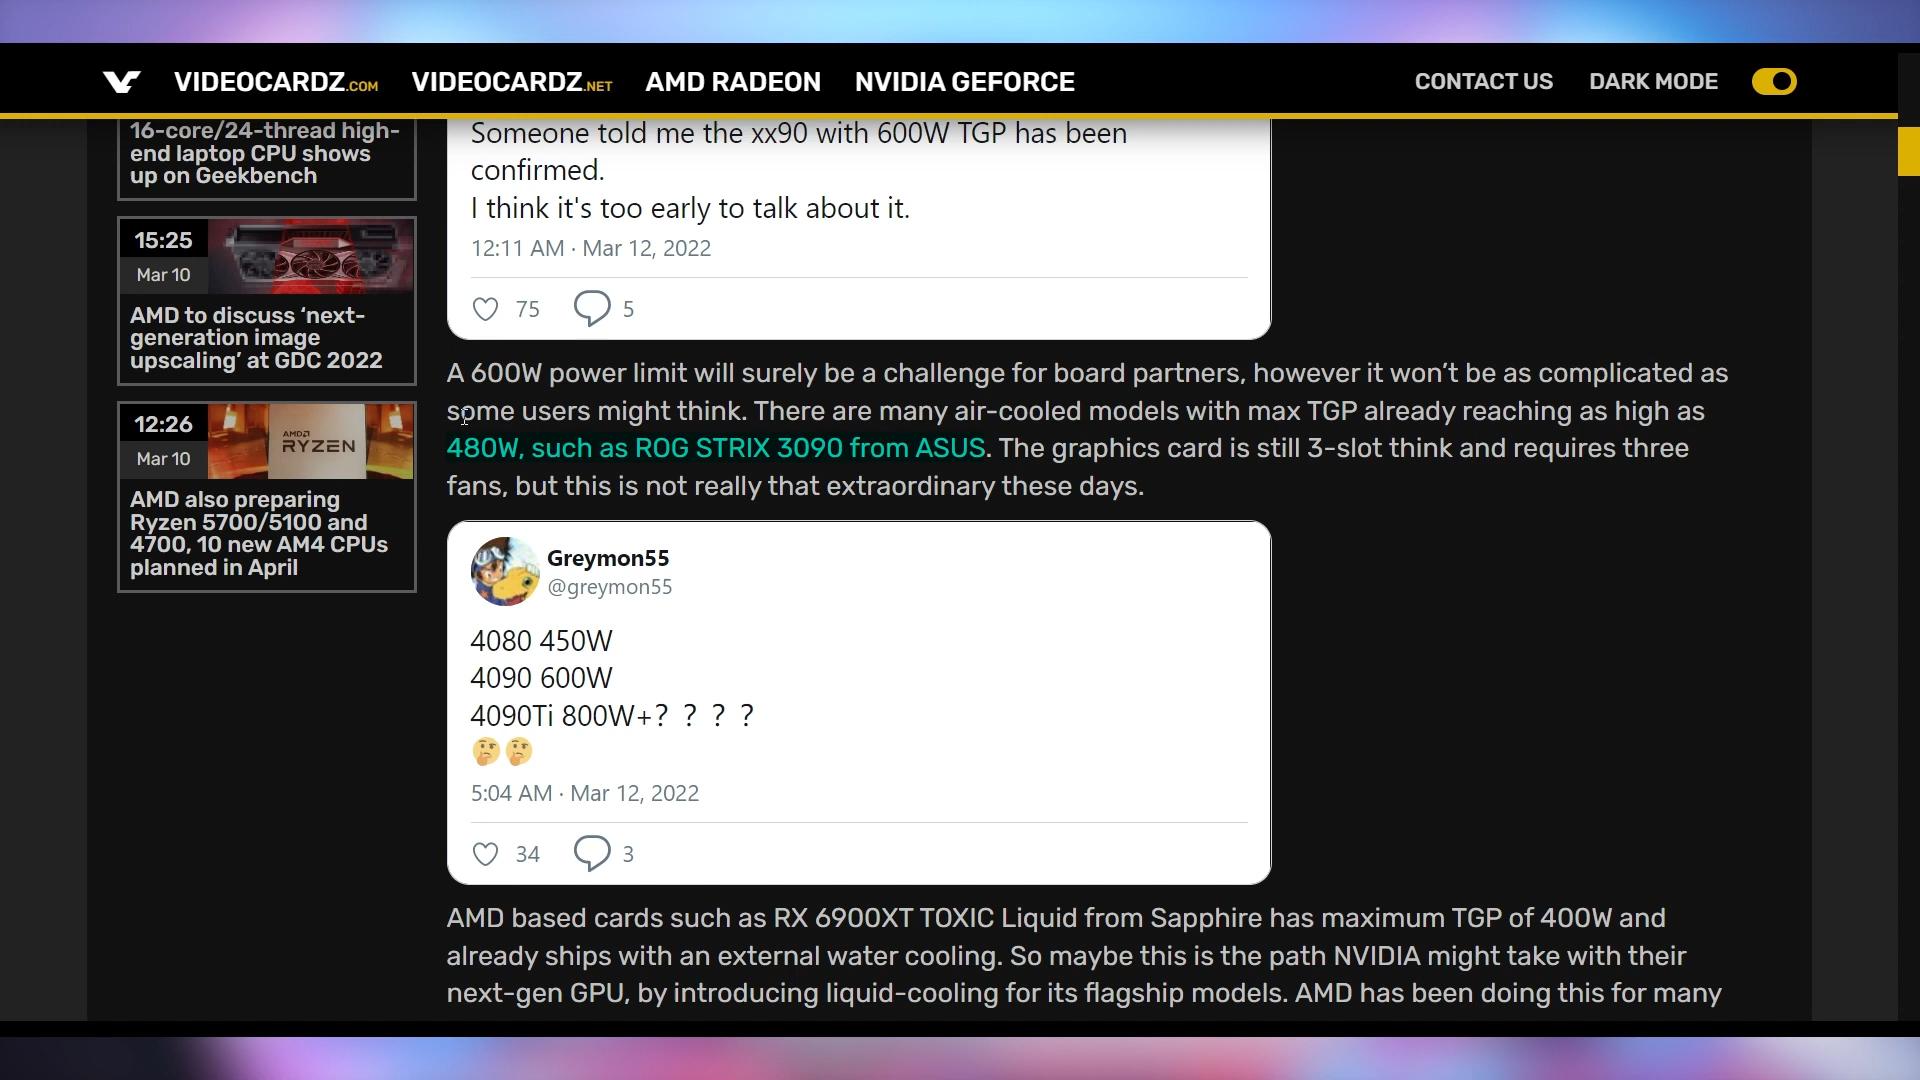 VIDEOCARDZ.COM VIDEOCARDZ.NET AMD RADEON NVIDIA GEFORCE CONTACT US DARK MODE
16-core/24-thread high-
end laptop CPU shows
up on Geekbench
15:25
Mar 10
AMD to discuss ‘next-
generation image
upscaling’ at GDC 2022
12:26
Mar 10
AMD
RYZEN
AMD also preparing
Ryzen 5700/5100 and
4700, 10 new AM4 CPUs
planned in April
Someone told me the xx90 with 600W TGP has been
confirmed.
I think it's too early to talk about it.
12:11 AM · Mar 12, 2022
75 5
A 600W power limit will surely be a challenge for board partners, however it won’t be as complicated as
some users might think. There are many air-cooled models with max TGP already reaching as high as
480W, such as ROG STRIX 3090 from ASUS. The graphics card is still 3-slot think and requires three
fans, but this is not really that extraordinary these days.
Greymon55
@greymon55
4080 450W
4090 600W
4090Ti 800W+？？？？
🤔🤔
5:04 AM · Mar 12, 2022
34 3
AMD based cards such as RX 6900XT TOXIC Liquid from Sapphire has maximum TGP of 400W and
already ships with an external water cooling. So maybe this is the path NVIDIA might take with their
next-gen GPU, by introducing liquid-cooling for its flagship models. AMD has been doing this for many